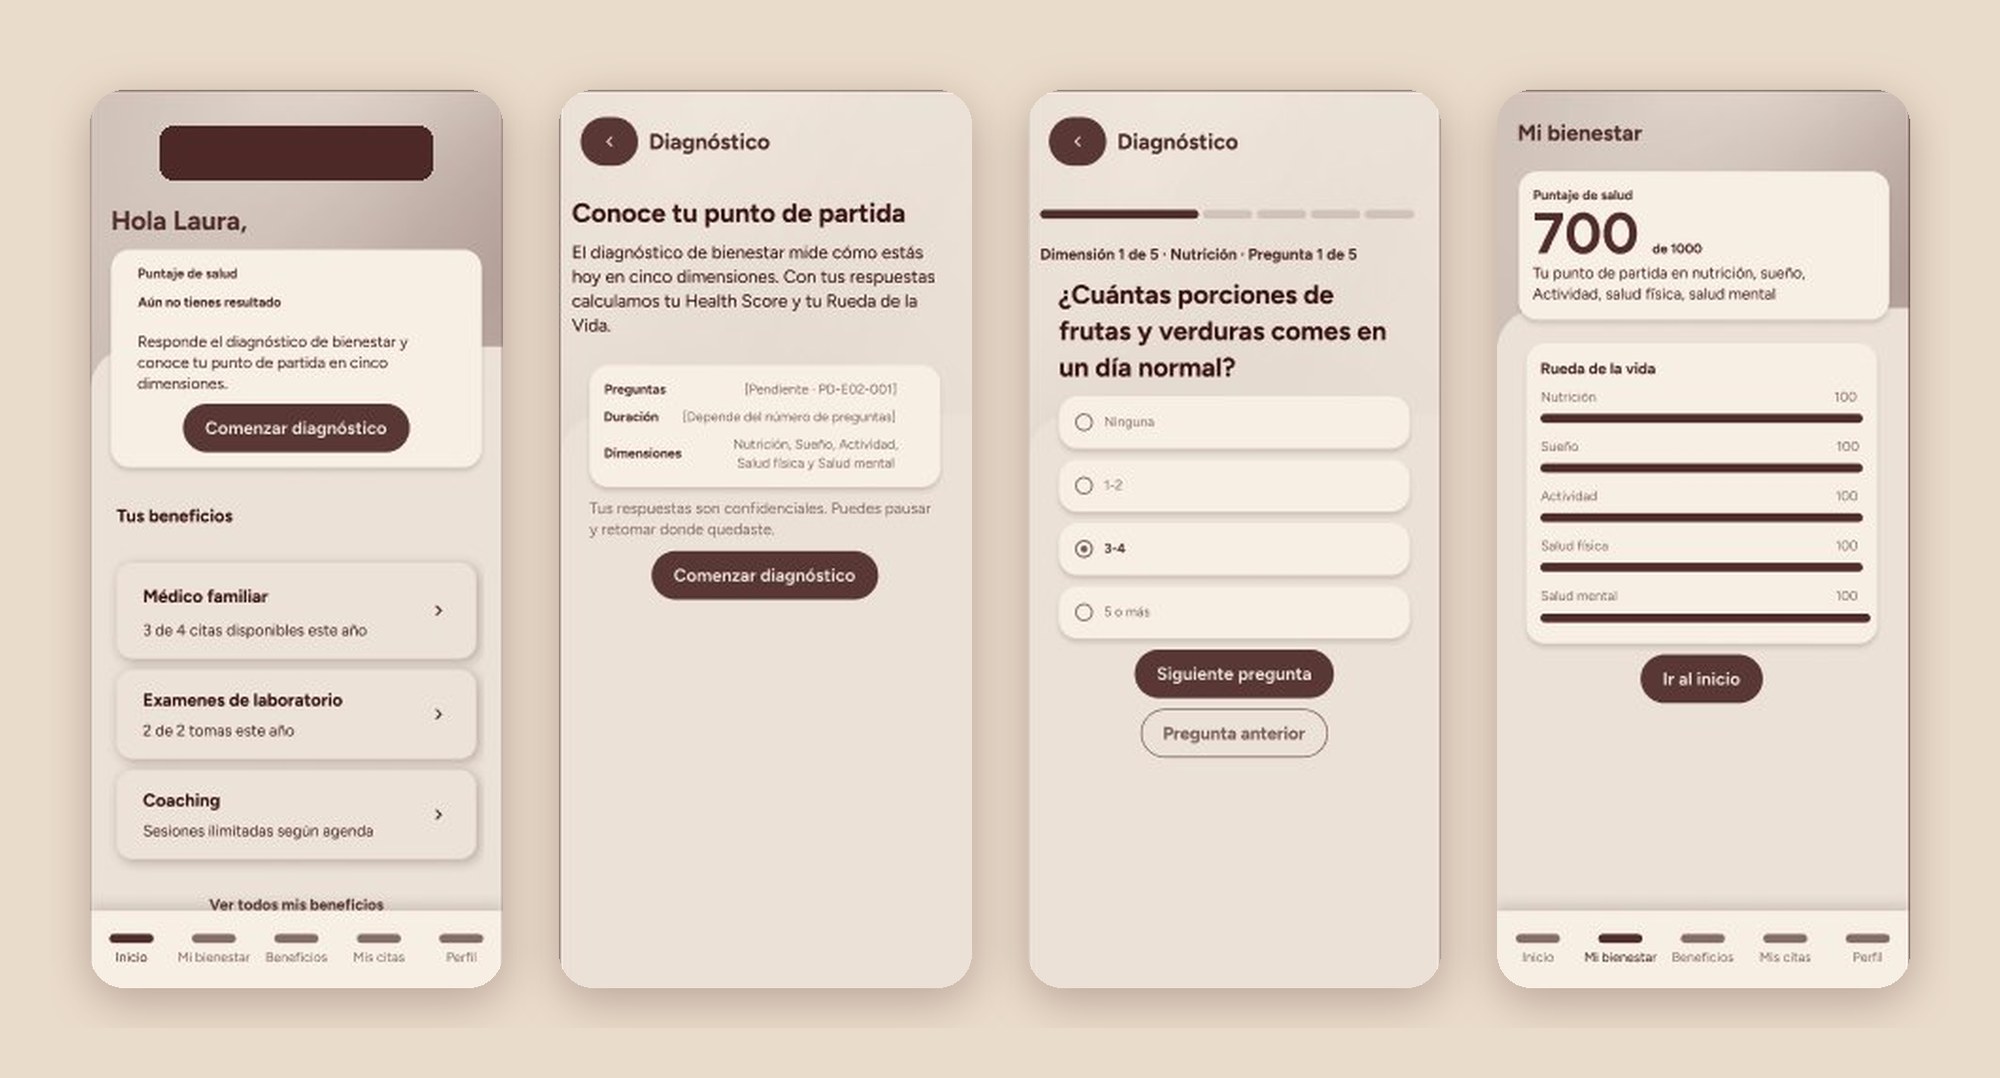 Hola Laura,
Puntaje de salud
Aún no tienes resultado
Responde el diagnóstico de bienestar y
conoce tu punto de partida en cinco
dimensiones.
Comenzar diagnóstico
Tus beneficios
Médico familiar
3 de 4 citas disponibles este año
Examenes de laboratorio
2 de 2 tomas este año
Coaching
Sesiones ilimitadas según agenda
Ver todos mis beneficios
Inicio
Mi bienestar
Beneficios
Mis citas
Perfil
Diagnóstico
Conoce tu punto de partida
El diagnóstico de bienestar mide cómo estás
hoy en cinco dimensiones. Con tus respuestas
calculamos tu Health Score y tu Rueda de la
Vida.
Preguntas [Pendiente · PD-E02-001]
Duración [Depende del número de preguntas]
Dimensiones Nutrición, Sueño, Actividad,
Salud física y Salud mental
Tus respuestas son confidenciales. Puedes pausar
y retomar donde quedaste.
Comenzar diagnóstico
Diagnóstico
Dimensión 1 de 5 · Nutrición · Pregunta 1 de 5
¿Cuántas porciones de
frutas y verduras comes en
un día normal?
Ninguna
1-2
3-4
5 o más
Siguiente pregunta
Pregunta anterior
Mi bienestar
Puntaje de salud
700 de 1000
Tu punto de partida en nutrición, sueño,
Actividad, salud física, salud mental
Rueda de la vida
Nutrición 100
Sueño 100
Actividad 100
Salud física 100
Salud mental 100
Ir al inicio
Inicio
Mi bienestar
Beneficios
Mis citas
Perfil